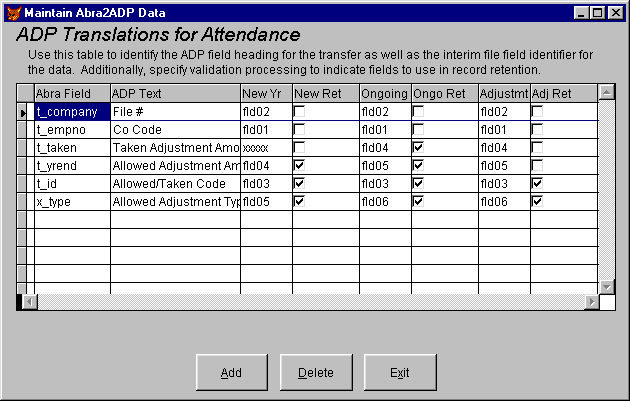 Maintain Abra2ADP Data
ADP Translations for Attendance
Use this table to identify the ADP field heading for the transfer as well as the interim file field identifier for
the data. Additionally, specify validation processing to indicate fields to use in record retention.
Abra Field ADP Text New Yr New Ret Ongoing Ongo Ret Adjustmt Adj Ret
t_company File # fld02 fld02 fld02
t_empno Co Code fld01 fld01 fld01
t_taken Taken Adjustment Amo xxxxx fld04 fld04
t_yrend Allowed Adjustment Am fld04 fld05 fld05
t_id Allowed/Taken Code fld03 fld03 fld03
x_type Allowed Adjustment Typ fld05 fld06 fld06
Add Delete Exit